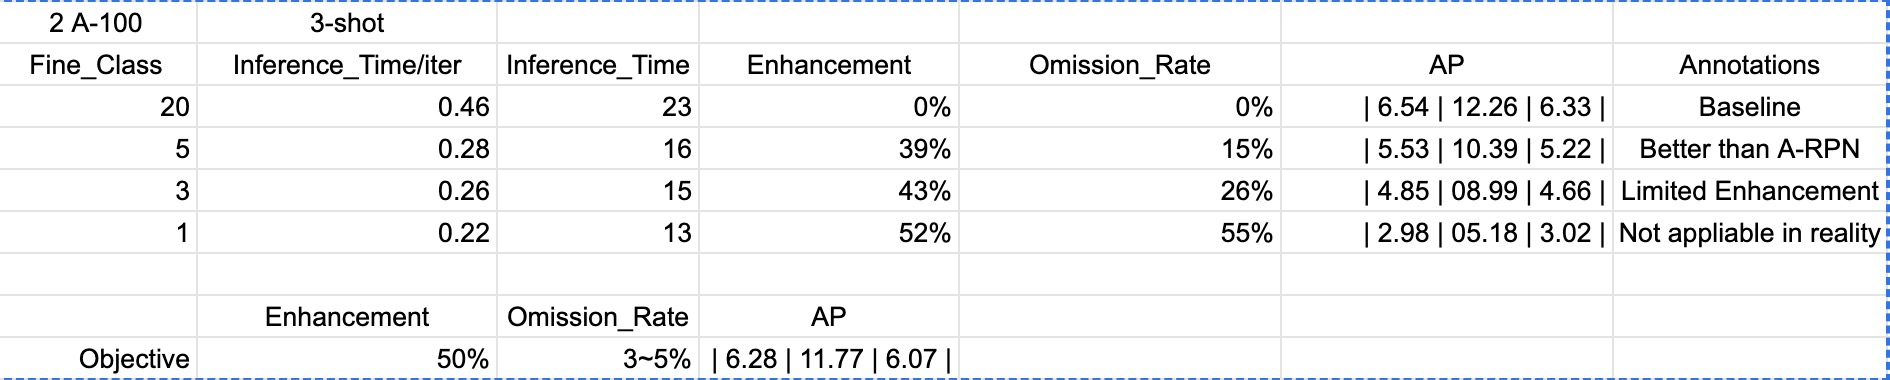 2 A-100 3-shot
Fine_Class Inference_Time/iter Inference_Time Enhancement Omission_Rate AP Annotations
20 0.46 23 0% 0% | 6.54 | 12.26 | 6.33 | Baseline
5 0.28 16 39% 15% | 5.53 | 10.39 | 5.22 | Better than A-RPN
3 0.26 15 43% 26% | 4.85 | 08.99 | 4.66 | Limited Enhancement
1 0.22 13 52% 55% | 2.98 | 05.18 | 3.02 | Not appliable in reality
Enhancement Omission_Rate AP
Objective 50% 3~5% | 6.28 | 11.77 | 6.07 |